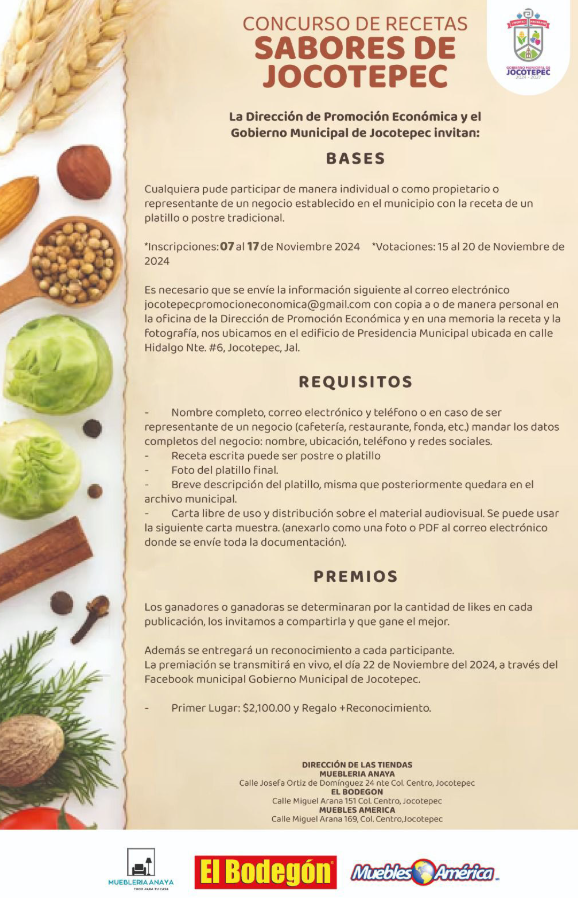 CONCURSO DE RECETAS
SABORES DE
JOCOTEPEC
JOCOTEPEC
La Dirección de Promoción Económica y el
Gobierno Municipal de Jocotepec invitan:
BASES
Cualquiera pude participar de manera individual o como propietario o
representante de un negocio establecido en el municipio con la receta de un
platillo o postre tradicional.
*Inscripciones: 07 al 17 de Noviembre 2024 *Votaciones: 15 al 20 de Noviembre de
2024
Es necesario que se envíe la información siguiente al correo electrónico
jocotepecpromocioneconomica@gmail.com con copia a o de manera personal en
la oficina de la Dirección de Promoción Económica y en una memoria la receta y la
fotografía, nos ubicamos en el edificio de Presidencia Municipal ubicada en calle
Hidalgo Nte. #6, Jocotepec, Jal.
REQUISITOS
- Nombre completo, correo electrónico y teléfono o en caso de ser
representante de un negocio (cafetería, restaurante, fonda, etc.) mandar los datos
completos del negocio: nombre, ubicación, teléfono y redes sociales.
- Receta escrita puede ser postre o platillo
- Foto del platillo final.
- Breve descripción del platillo, misma que posteriormente quedara en el
archivo municipal.
- Carta libre de uso y distribución sobre el material audiovisual. Se puede usar
la siguiente carta muestra. (anexarlo como una foto o PDF al correo electrónico
donde se envíe toda la documentación).
PREMIOS
Los ganadores o ganadoras se determinaran por la cantidad de likes en cada
publicación, los invitamos a compartirla y que gane el mejor.
Además se entregará un reconocimiento a cada participante.
La premiación se transmitirá en vivo, el día 22 de Noviembre del 2024, a través del
Facebook municipal Gobierno Municipal de Jocotepec.
- Primer Lugar: $2,100.00 y Regalo +Reconocimiento.
DIRECCIÓN DE LAS TIENDAS
MUEBLERIA ANAYA
Calle Josefa Ortiz de Domínguez 24 nte Col. Centro, Jocotepec
EL BODEGON
Calle Miguel Arana 151 Col. Centro, Jocotepec
MUEBLES AMERICA
Calle Miguel Arana 169, Col. Centro,Jocotepec
MUEBLERIA ANAYA
El Bodegón
Muebles América